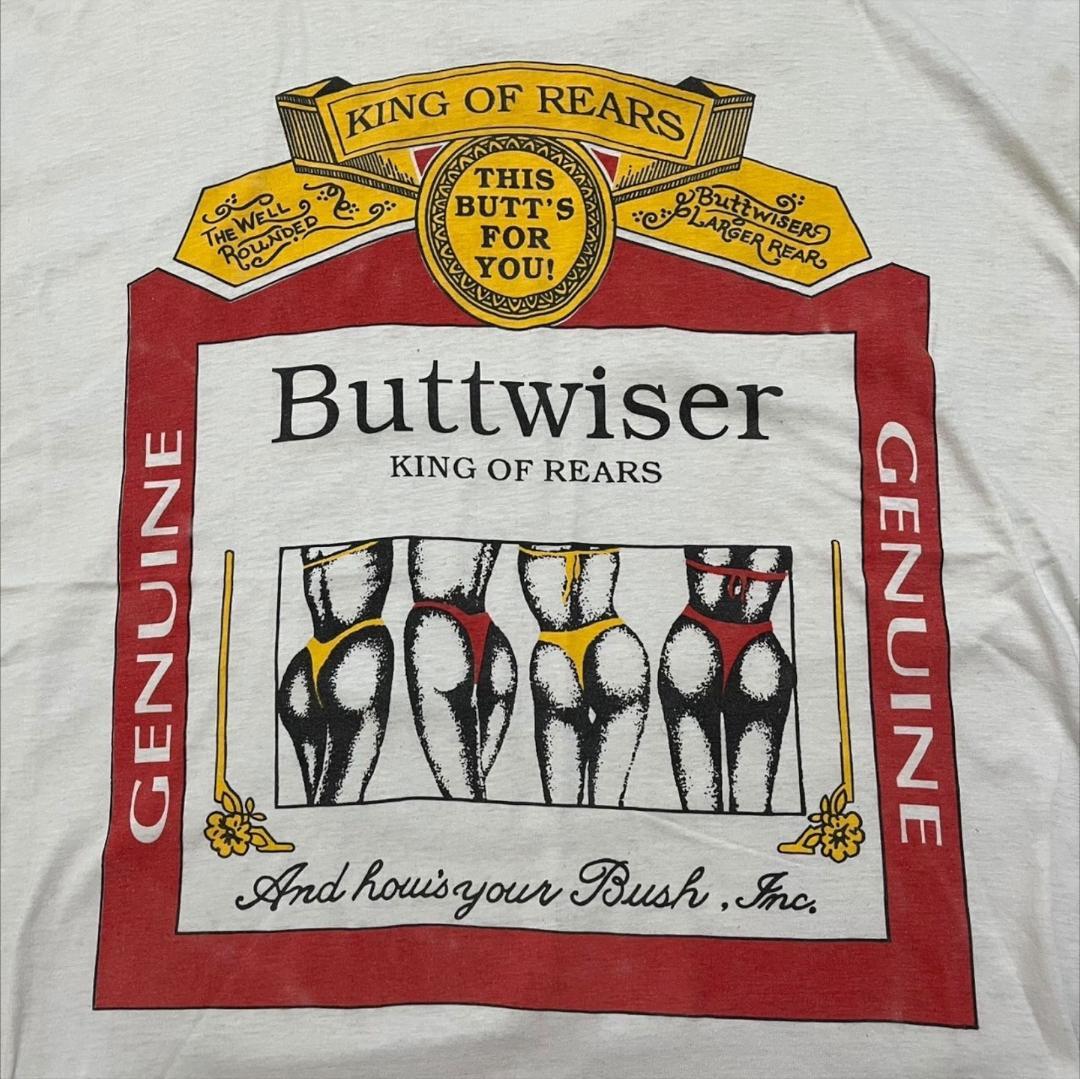 KING OF REARS
THE WELL
ROUNDED
THIS
BUTT'S
FOR
YOU!
Buttwiser
LARGER REAR
Buttwiser
KING OF REARS
GENUINE
GENUINE
And how's your Bush, Inc.